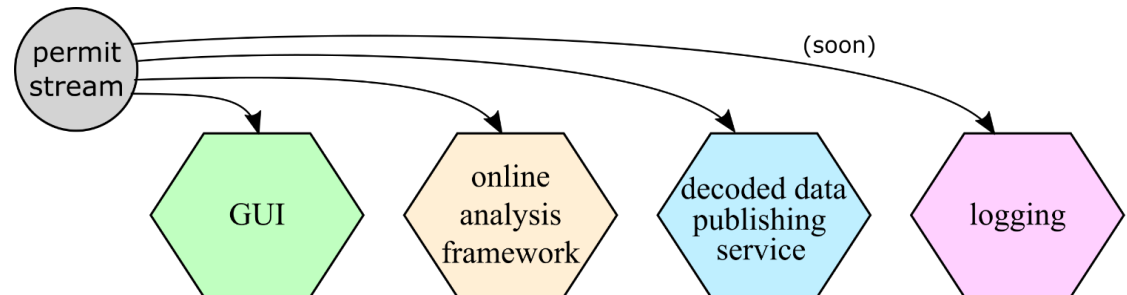 permit
stream
(soon)
GUI
online
analysis
framework
decoded data
publishing
service
logging